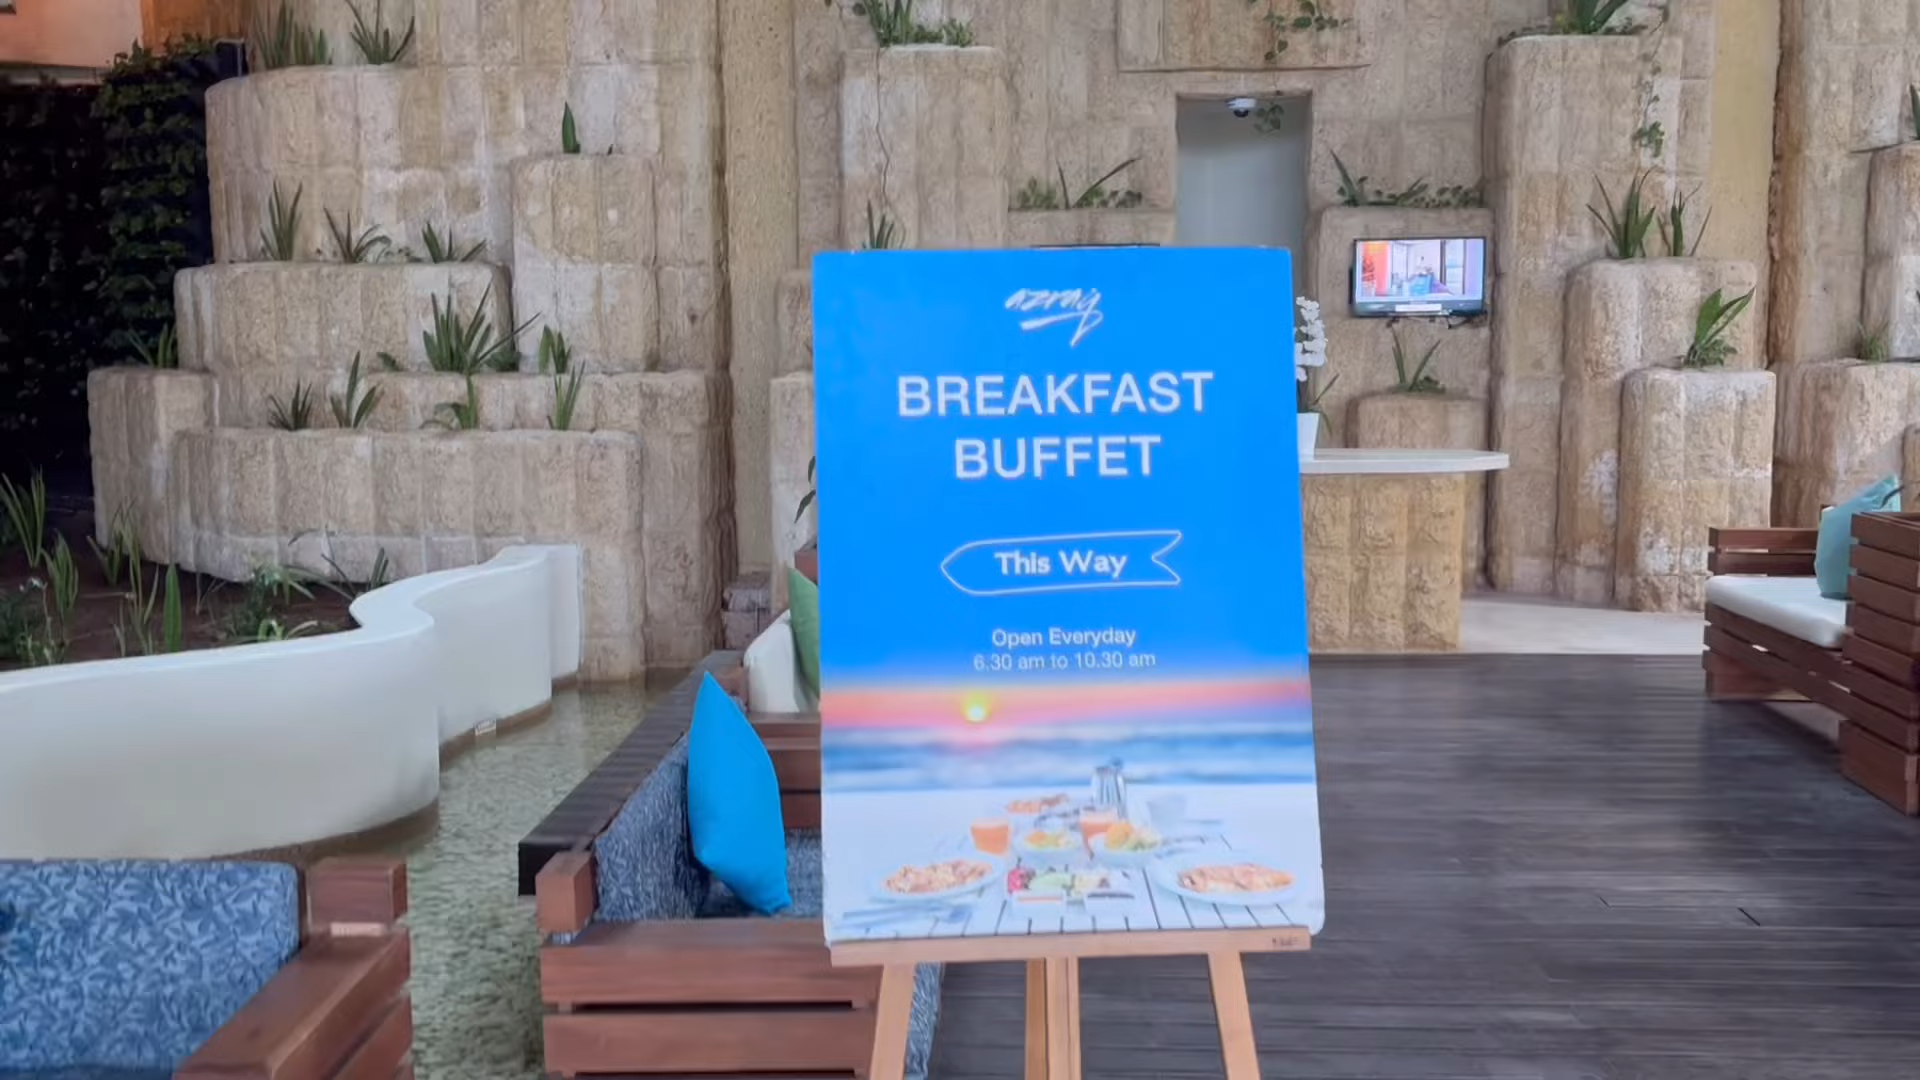 azraq
BREAKFAST
BUFFET
This Way
Open Everyday
6.30 am to 10.30 am